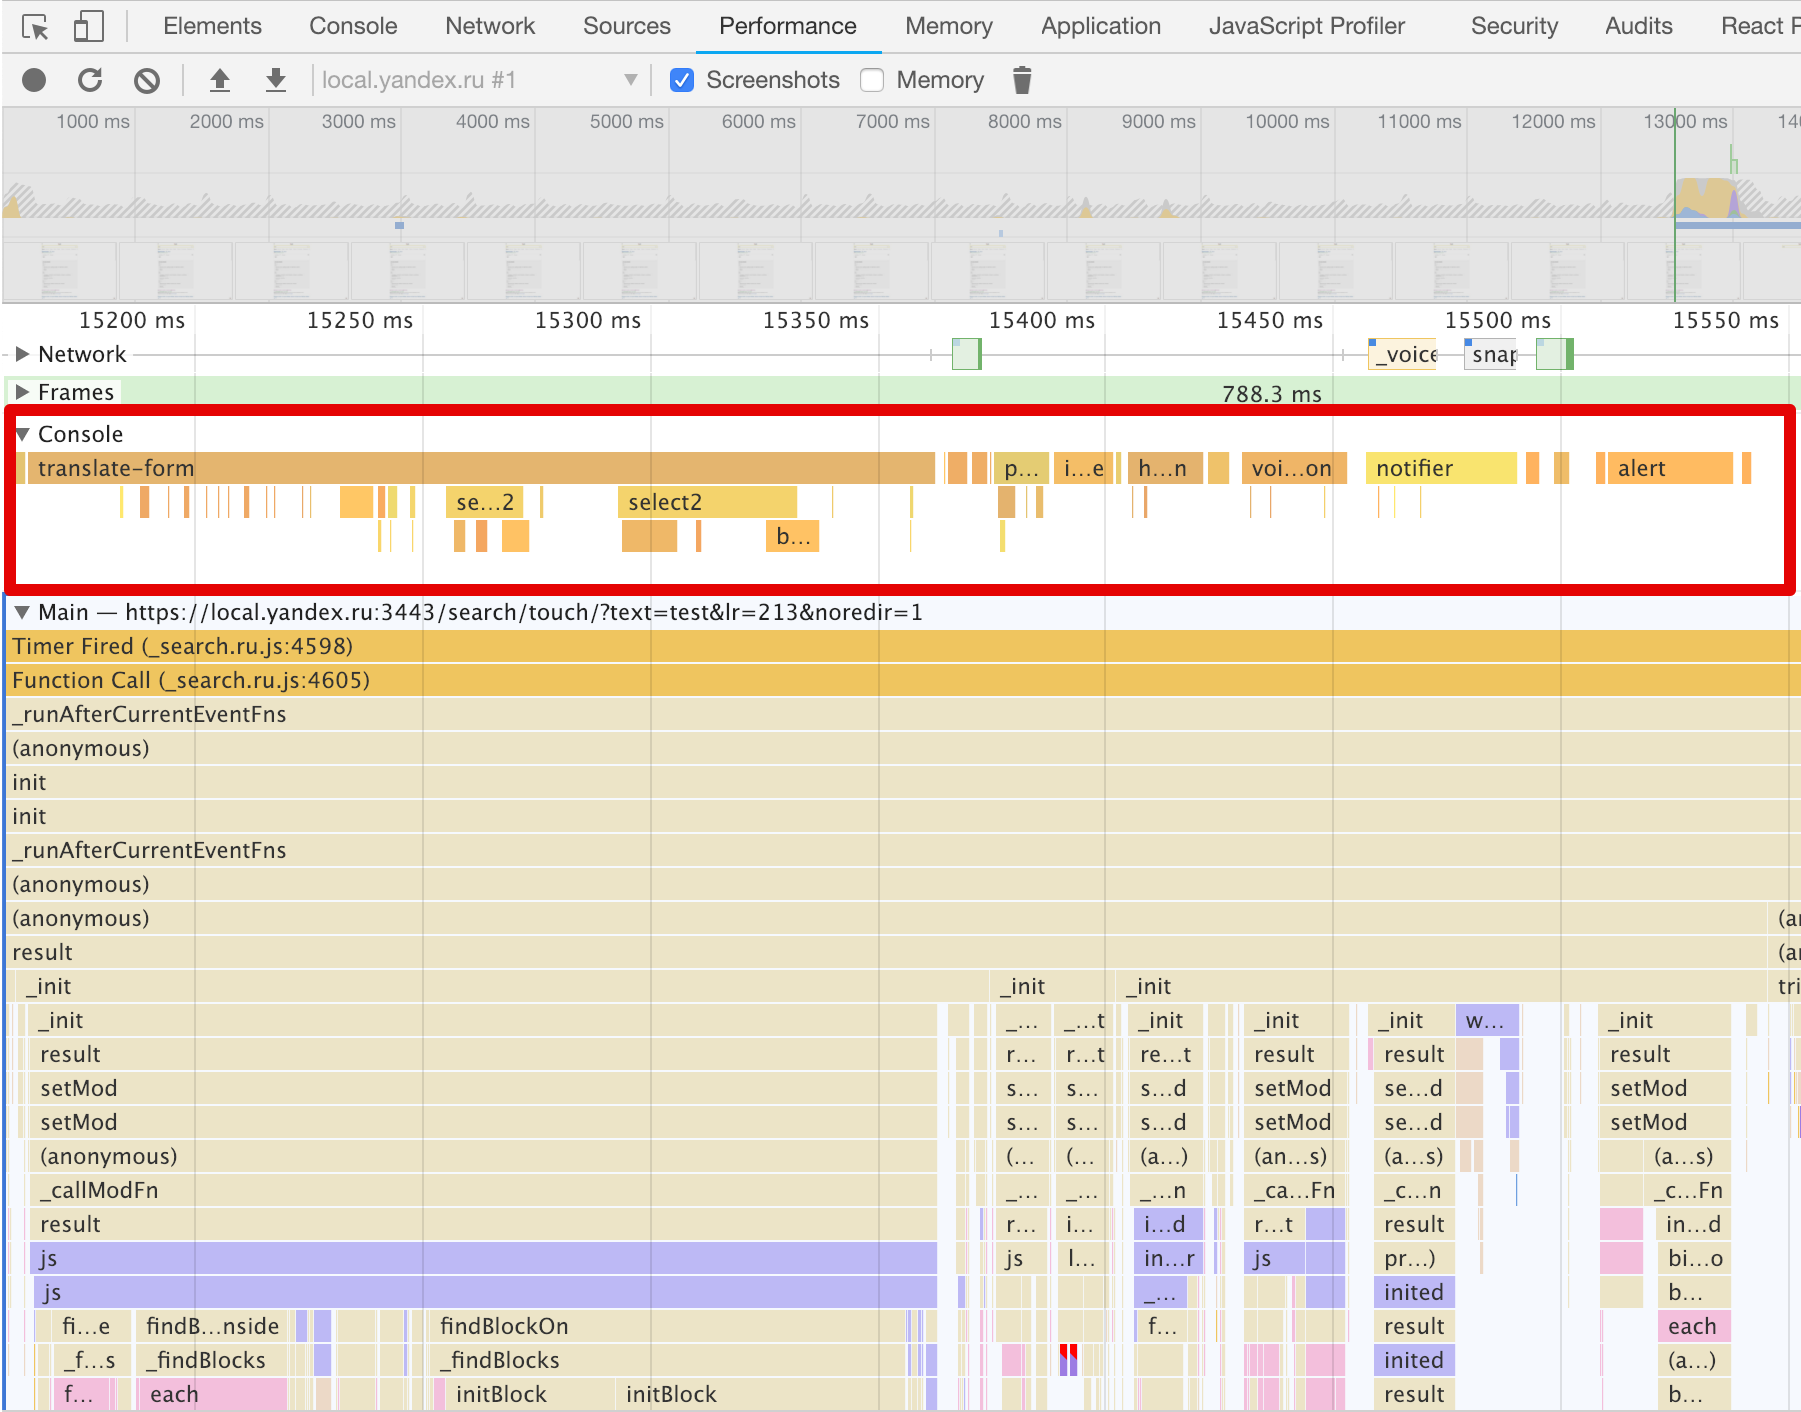 Elements Console Network Sources Performance Memory Application JavaScript Profiler Security Audits React P
local.yandex.ru #1 Screenshots Memory
1000 ms 2000 ms 3000 ms 4000 ms 5000 ms 6000 ms 7000 ms 8000 ms 9000 ms 10000 ms 11000 ms 12000 ms 13000 ms 140
15200 ms 15250 ms 15300 ms 15350 ms 15400 ms 15450 ms 15500 ms 15550 ms
Network _voice snap
Frames 788.3 ms
Console
translate-form p... i...e h...n voi...on notifier alert
se...2 select2
b...
Main — https://local.yandex.ru:3443/search/touch/?text=test&lr=213&noredir=1
Timer Fired (_search.ru.js:4598)
Function Call (_search.ru.js:4605)
_runAfterCurrentEventFns
(anonymous)
init
init
_runAfterCurrentEventFns
(anonymous)
(anonymous) (a
result (a
_init _init _init tri
_init _... _...t _init _init _init w... _init
result r... r...t re...t result result result
setMod s... s... s...d setMod se...d setMod
setMod s... s... s...d setMod se...d setMod
(anonymous) (... (... (a...) (an...s) (a...s) (a...s)
_callModFn _... _... _...n _ca...Fn _c...n _c...Fn
result r... i... i...d r...t result in...d
js js l... in...r js pr...) bi...o
js _... inited b...
fi...e findB...nside findBlockOn f... result each
_f...s _findBlocks _findBlocks inited (a...)
f... each initBlock initBlock result b...